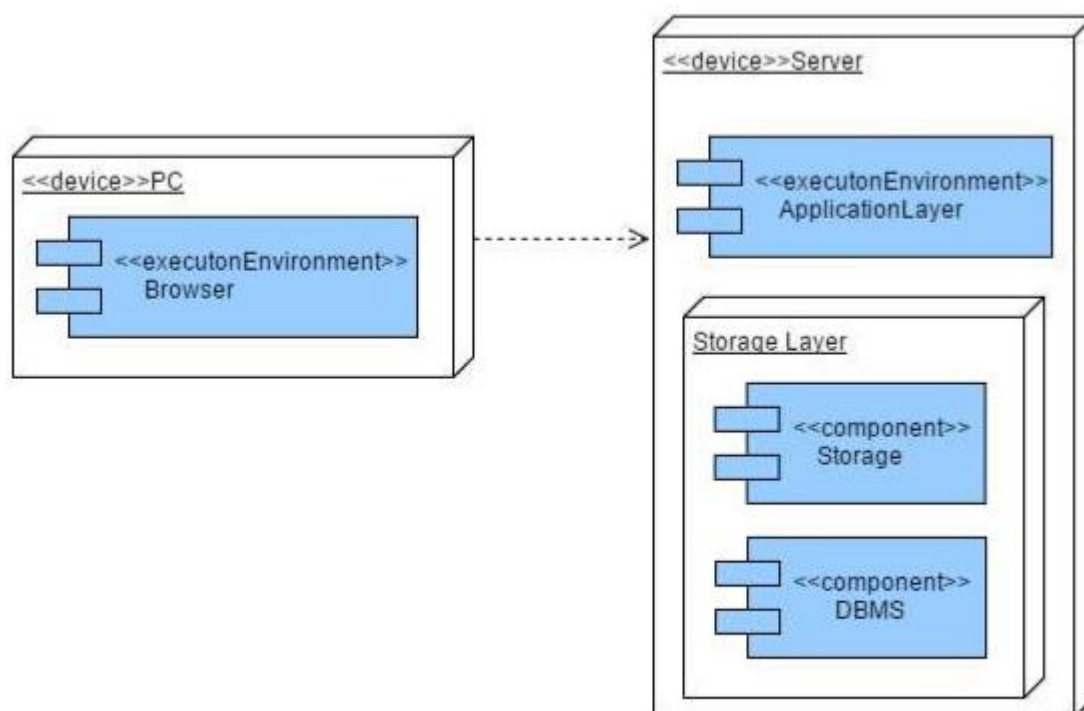 <<device>>PC
<<executonEnvironment>>
Browser
<<device>>Server
<<executonEnvironment>>
ApplicationLayer
Storage Layer
<<component>>
Storage
<<component>>
DBMS